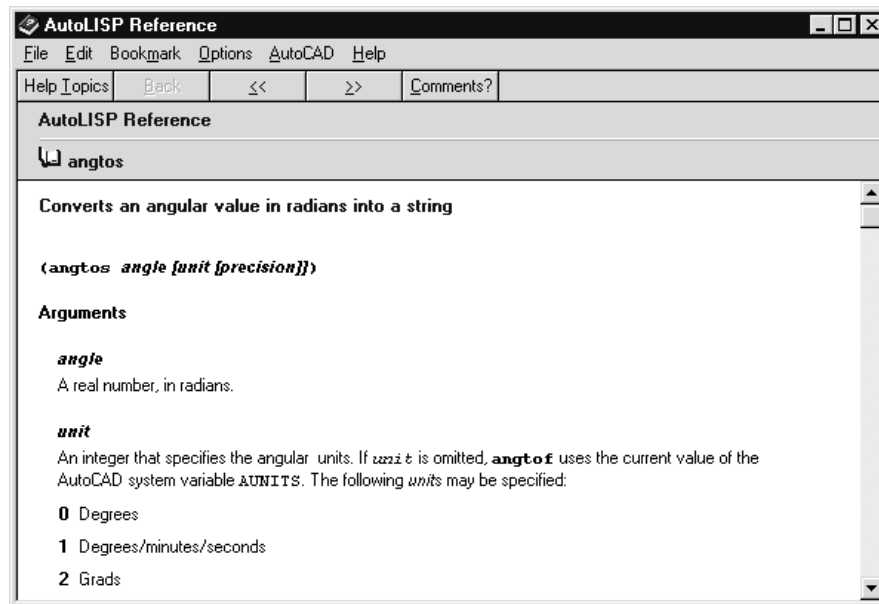 AutoLISP Reference
File Edit Bookmark Options AutoCAD Help
Help Topics Back << >> Comments?
AutoLISP Reference
angtos
Converts an angular value in radians into a string
(angtos angle [unit [precision]])
Arguments
angle
A real number, in radians.
unit
An integer that specifies the angular units. If unit is omitted, angtof uses the current value of the
AutoCAD system variable AUNITS. The following units may be specified:
0 Degrees
1 Degrees/minutes/seconds
2 Grads